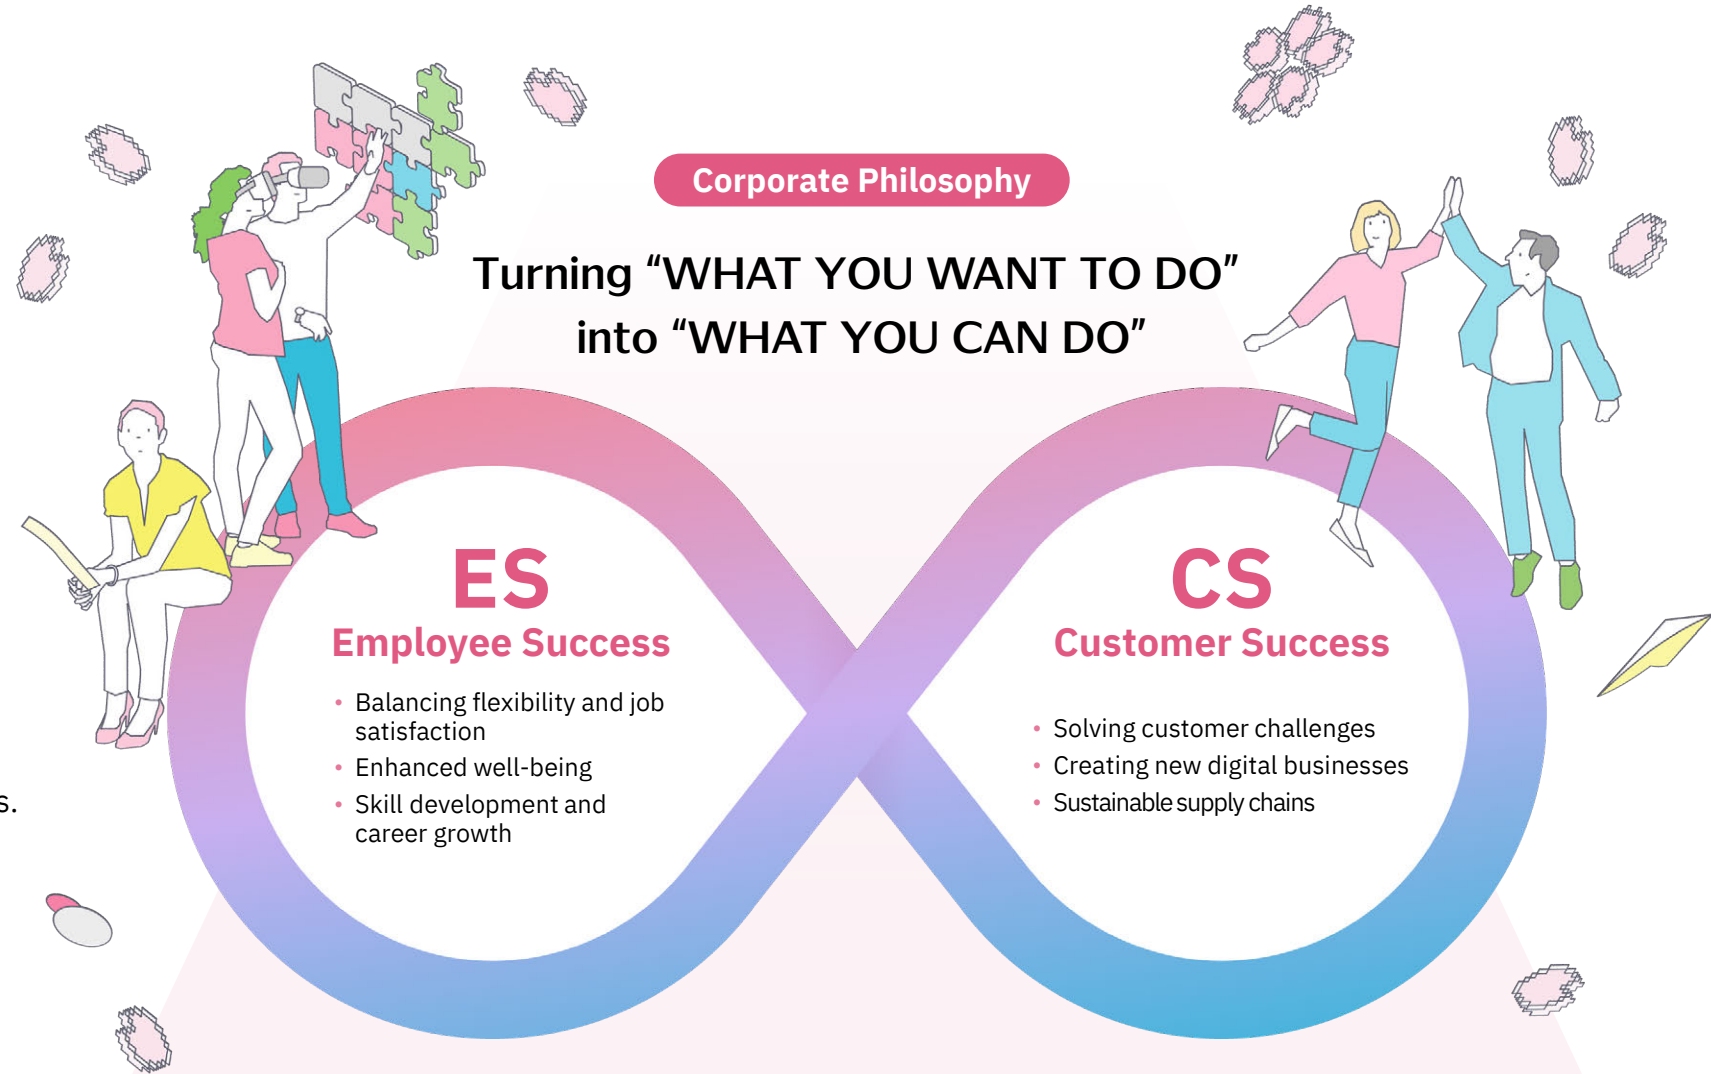 Corporate Philosophy
Turning “WHAT YOU WANT TO DO”
into “WHAT YOU CAN DO”
ES
Employee Success
• Balancing flexibility and job
satisfaction
• Enhanced well-being
• Skill development and
career growth
CS
Customer Success
• Solving customer challenges
• Creating new digital businesses
• Sustainable supply chains
s.